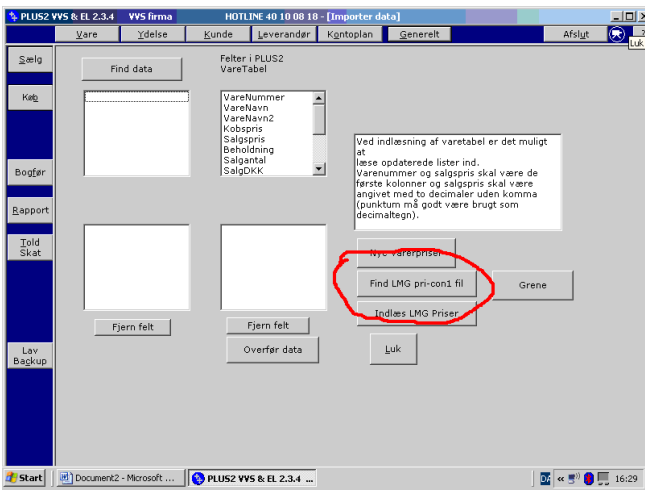 PLUS2 VVS & EL 2.3.4 VVS firma HOTLINE 40 10 08 18 - [Importer data]
Vare Ydelse Kunde Leverandør Kontoplan Generelt Afslut ?
Luk
Sælg
Køb
Bogfør
Rapport
Told
Skat
Lav
Backup
Find data
Felter i PLUS2
VareTabel
VareNummer
VareNavn
VareNavn2
Kobspris
Salgspris
Beholdning
Salgantal
SalgDKK
Ved indlæsning af varetabel er det muligt
at
læse opdaterede lister ind.
Varenummer og salgspris skal være de
første kolonner og salgspris skal være
angivet med to decimaler uden komma
(punktum må godt være brugt som
decimaltegn).
Nye Varerpriser
Find LMG pri-con1 fil
Grene
Indlæs LMG Priser
Fjern felt
Fjern felt
Overfør data
Luk
Start Document2 - Microsoft ... PLUS2 VVS & EL 2.3.4 ... DA « 16:29